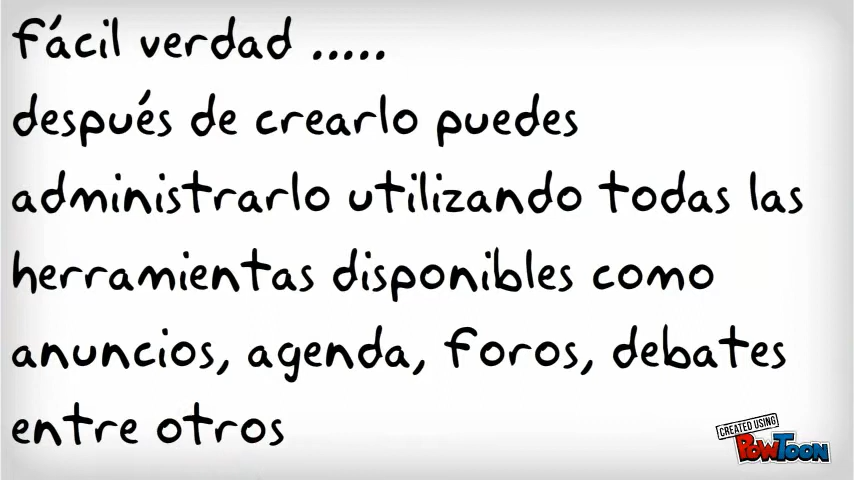 fácil verdad .....
después de crearlo puedes
administrarlo utilizando todas las
herramientas disponibles como
anuncios, agenda, foros, debates
entre otros
CREATED USING
PowToon